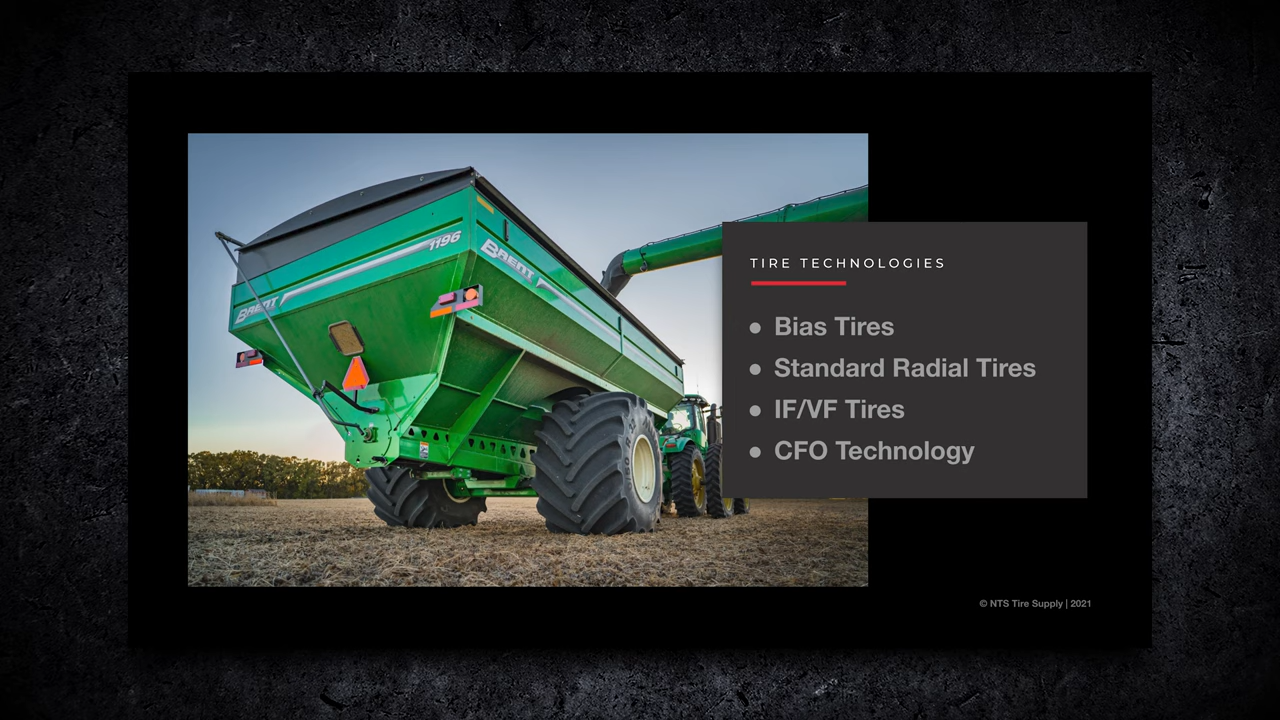 1196
BRENT
BRENT
TIRE TECHNOLOGIES
● Bias Tires
● Standard Radial Tires
● IF/VF Tires
● CFO Technology
© NTS Tire Supply | 2021